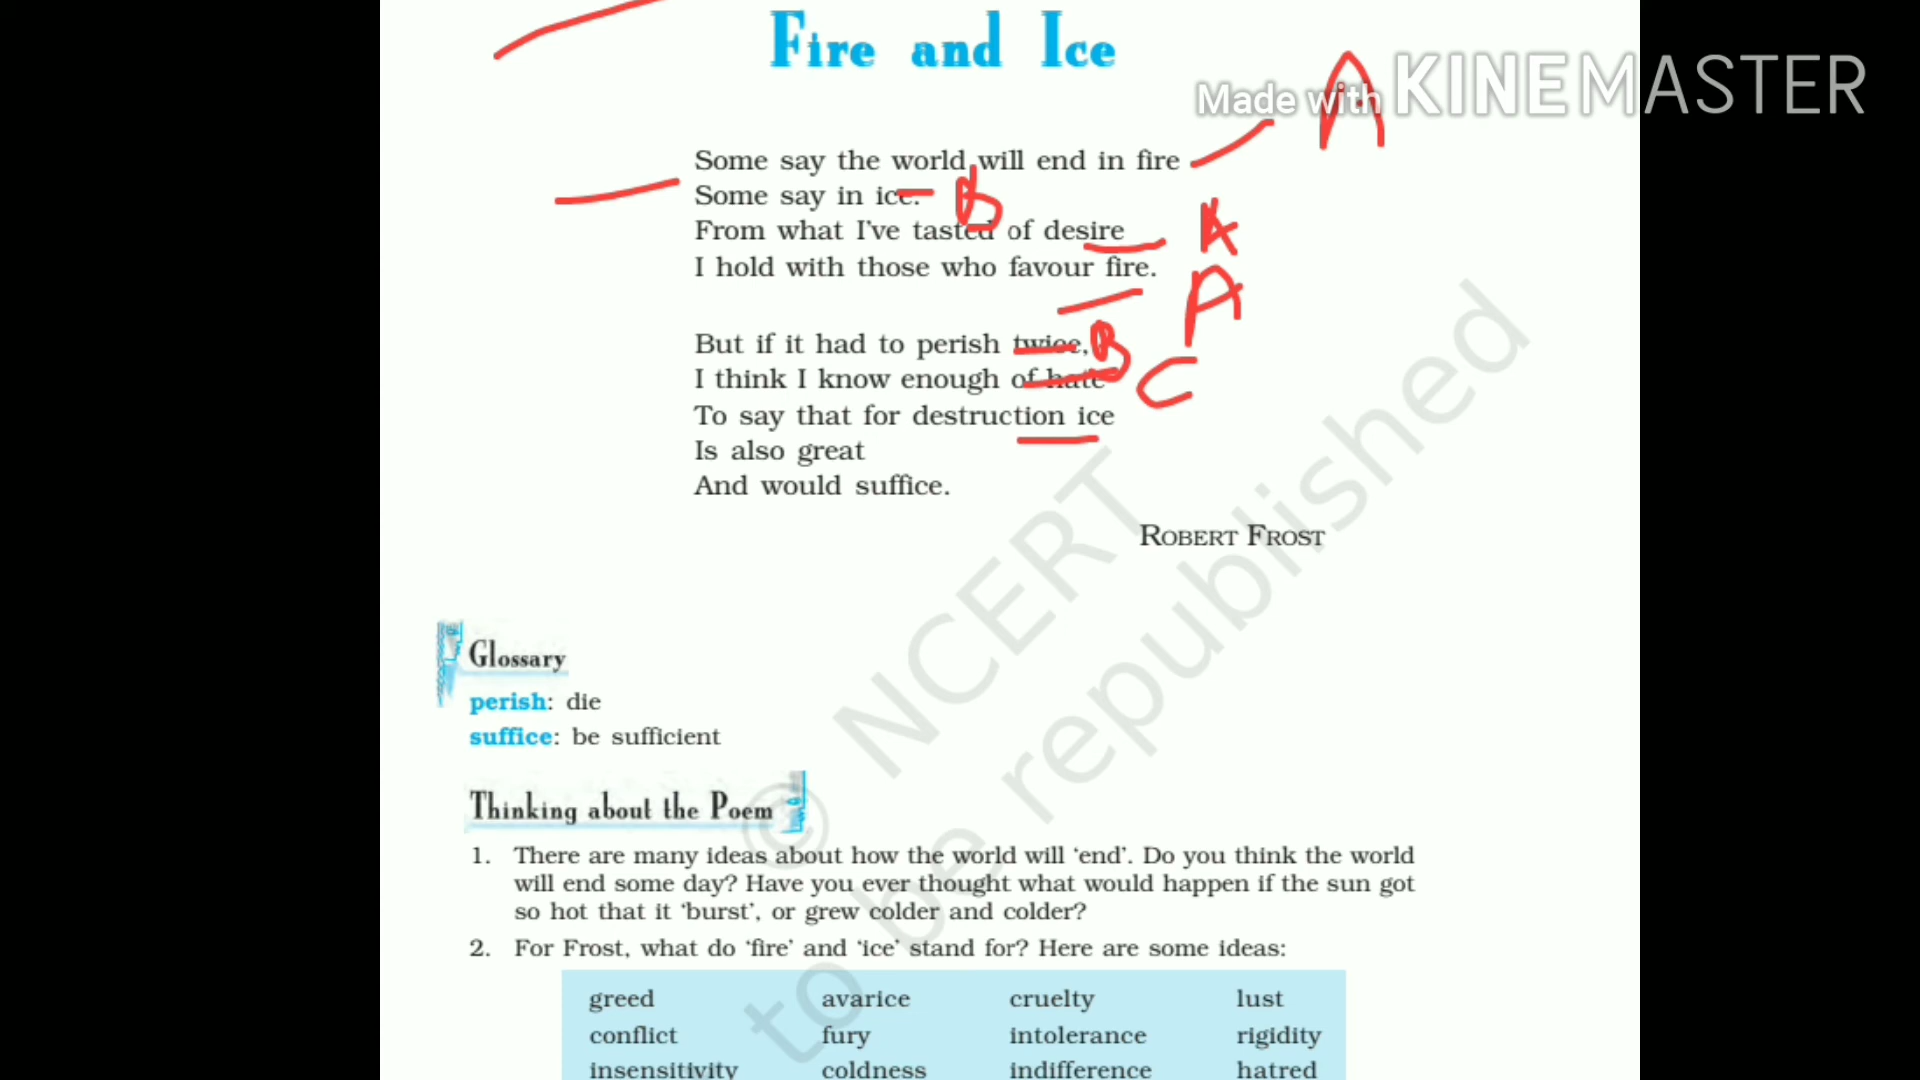 Fire and Ice
Made with KINEMASTER
A
Some say the world will end in fire
Some say in ice.
B
From what I've tasted of desire
A
I hold with those who favour fire.
A
But if it had to perish twice,
B
I think I know enough of hate
C
To say that for destruction ice
Is also great
And would suffice.
ROBERT FROST
Glossary
perish: die
suffice: be sufficient
Thinking about the Poem
1. There are many ideas about how the world will ‘end’. Do you think the world
will end some day? Have you ever thought what would happen if the sun got
so hot that it ‘burst’, or grew colder and colder?
2. For Frost, what do ‘fire’ and ‘ice’ stand for? Here are some ideas:
greed avarice cruelty lust
conflict fury intolerance rigidity
insensitivity coldness indifference hatred
© NCERT
to be republished